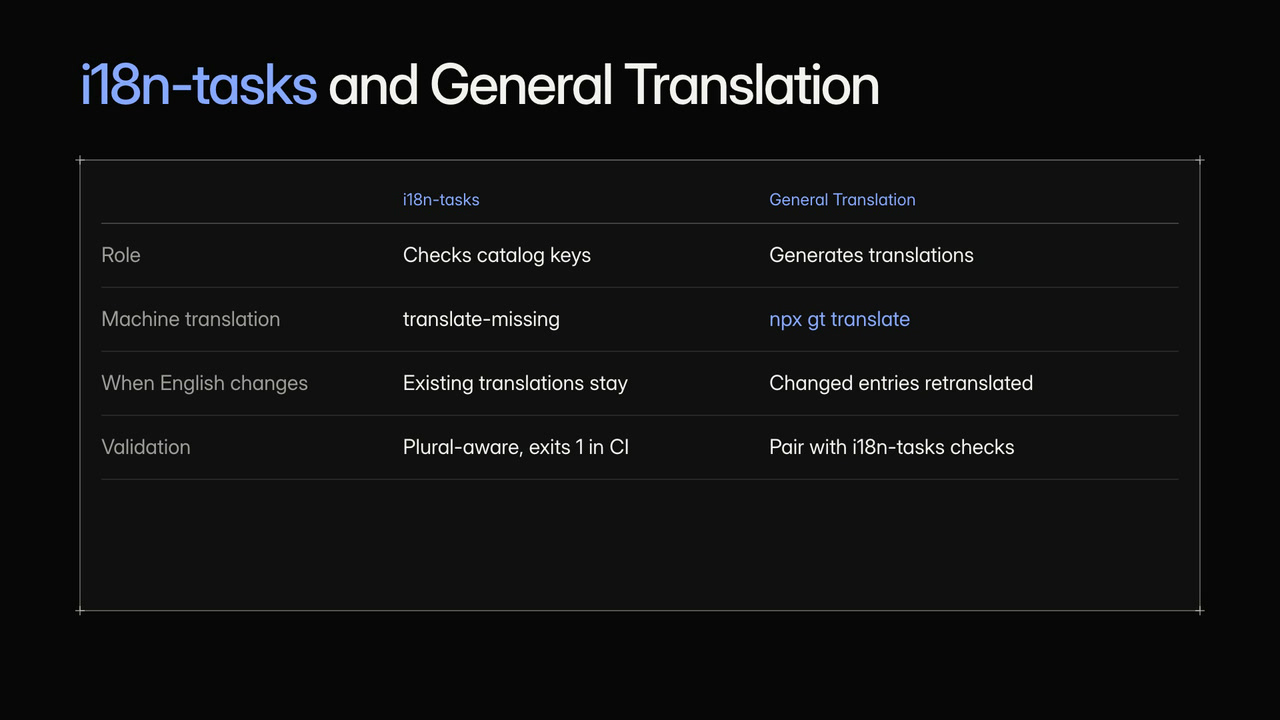 i18n-tasks and General Translation
i18n-tasks General Translation
Role Checks catalog keys Generates translations
Machine translation translate-missing npx gt translate
When English changes Existing translations stay Changed entries retranslated
Validation Plural-aware, exits 1 in CI Pair with i18n-tasks checks